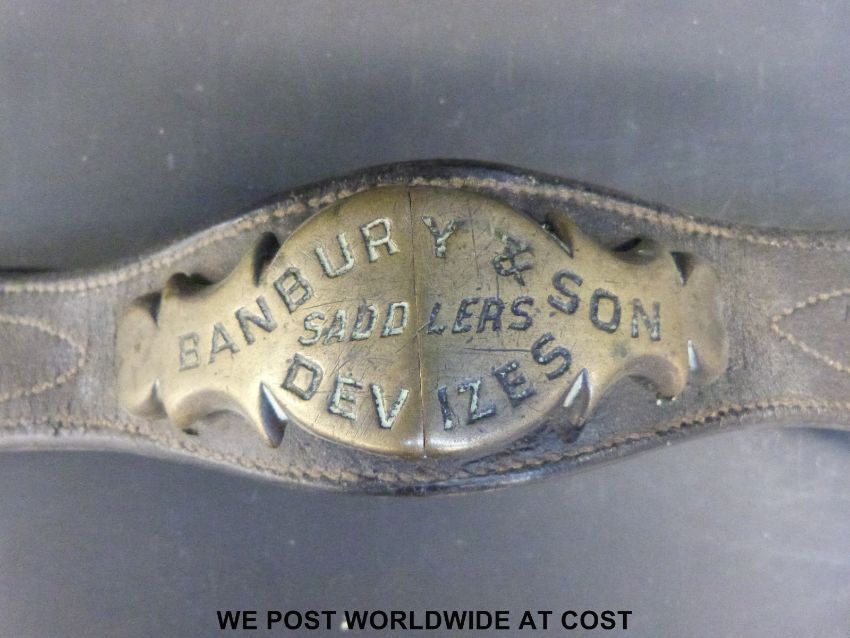 BANBURY & SON
SADDLERS
DEVIZES
WE POST WORLDWIDE AT COST